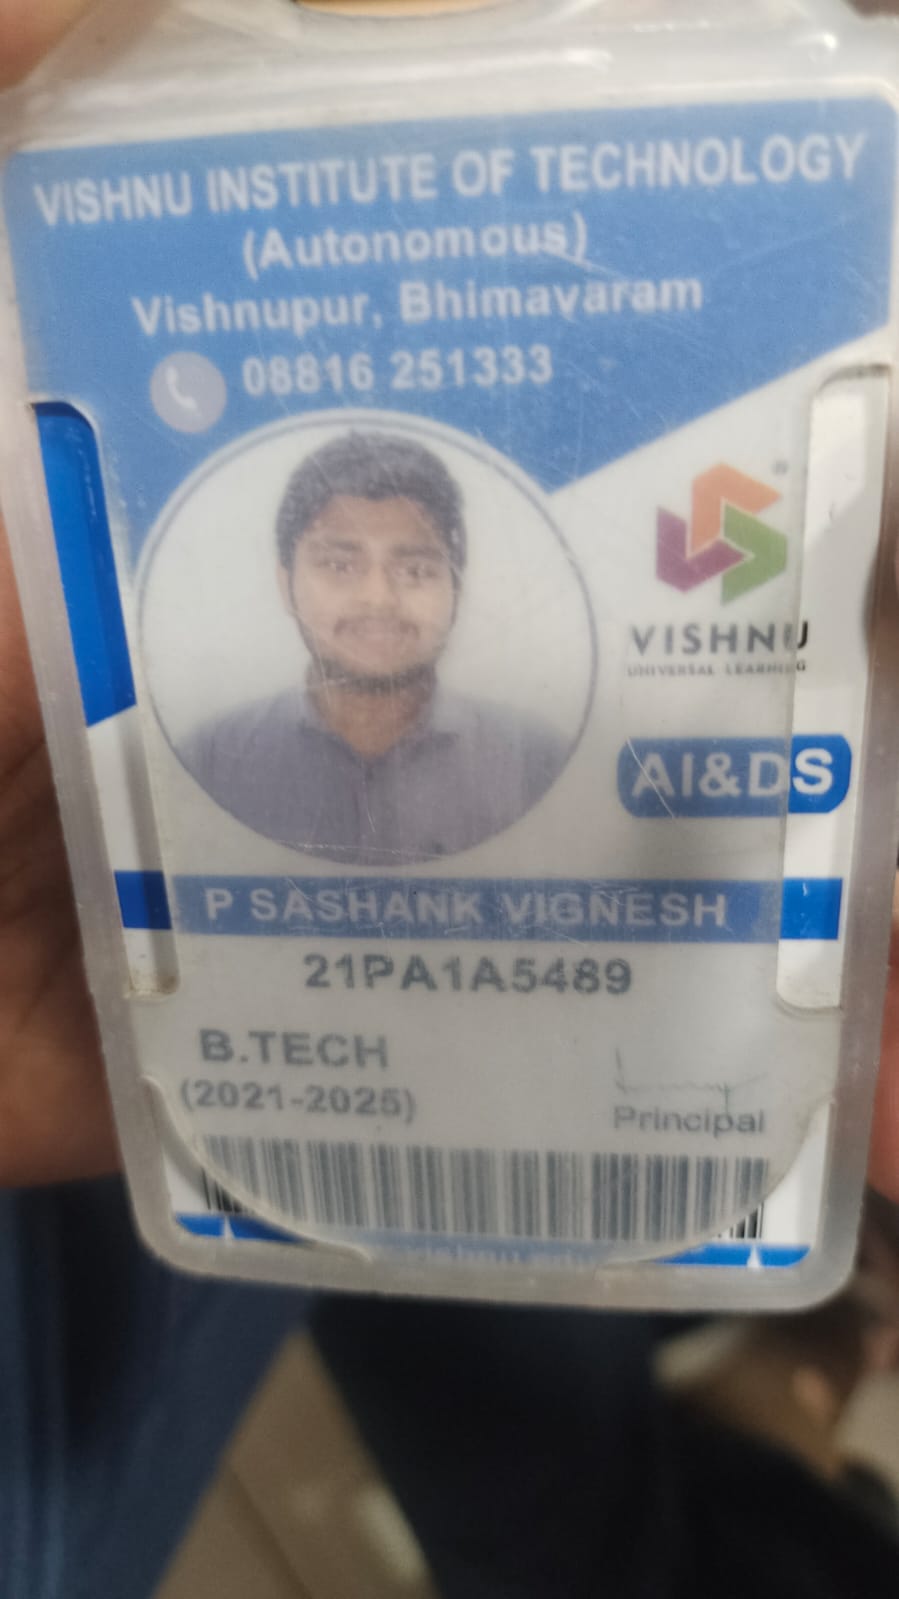 VISHNU INSTITUTE OF TECHNOLOGY
(Autonomous)
Vishnupur, Bhimavaram
08816 251333
VISHNU
UNIVERSAL LEARNING
AI&DS
P SASHANK VIGNESH
21PA1A5489
B.TECH
(2021-2025)
Principal